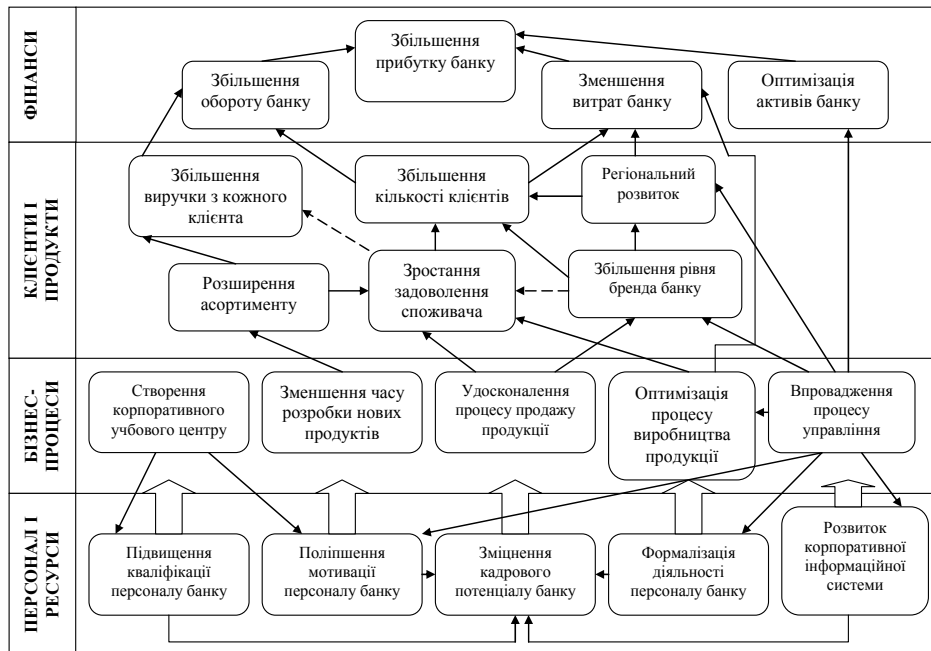 ФІНАНСИ
Збільшення
прибутку банку
Збільшення
обороту банку
Зменшення
витрат банку
Оптимізація
активів банку
КЛІЄНТИ І
ПРОДУКТИ
Збільшення
виручки з кожного
клієнта
Збільшення
кількості клієнтів
Регіональний
розвиток
Розширення
асортименту
Зростання
задоволення
споживача
Збільшення рівня
бренда банку
БІЗНЕС-
ПРОЦЕСИ
Створення
корпоративного
учбового центру
Зменшення часу
розробки нових
продуктів
Удосконалення
процесу продажу
продукції
Оптимізація
процесу
виробництва
продукції
Впровадження
процесу
управління
ПЕРСОНАЛ І
РЕСУРСИ
Підвищення
кваліфікації
персоналу банку
Поліпшення
мотивації
персоналу банку
Зміцнення
кадрового
потенціалу банку
Формалізація
діяльності
персоналу банку
Розвиток
корпоративної
інформаційної
системи